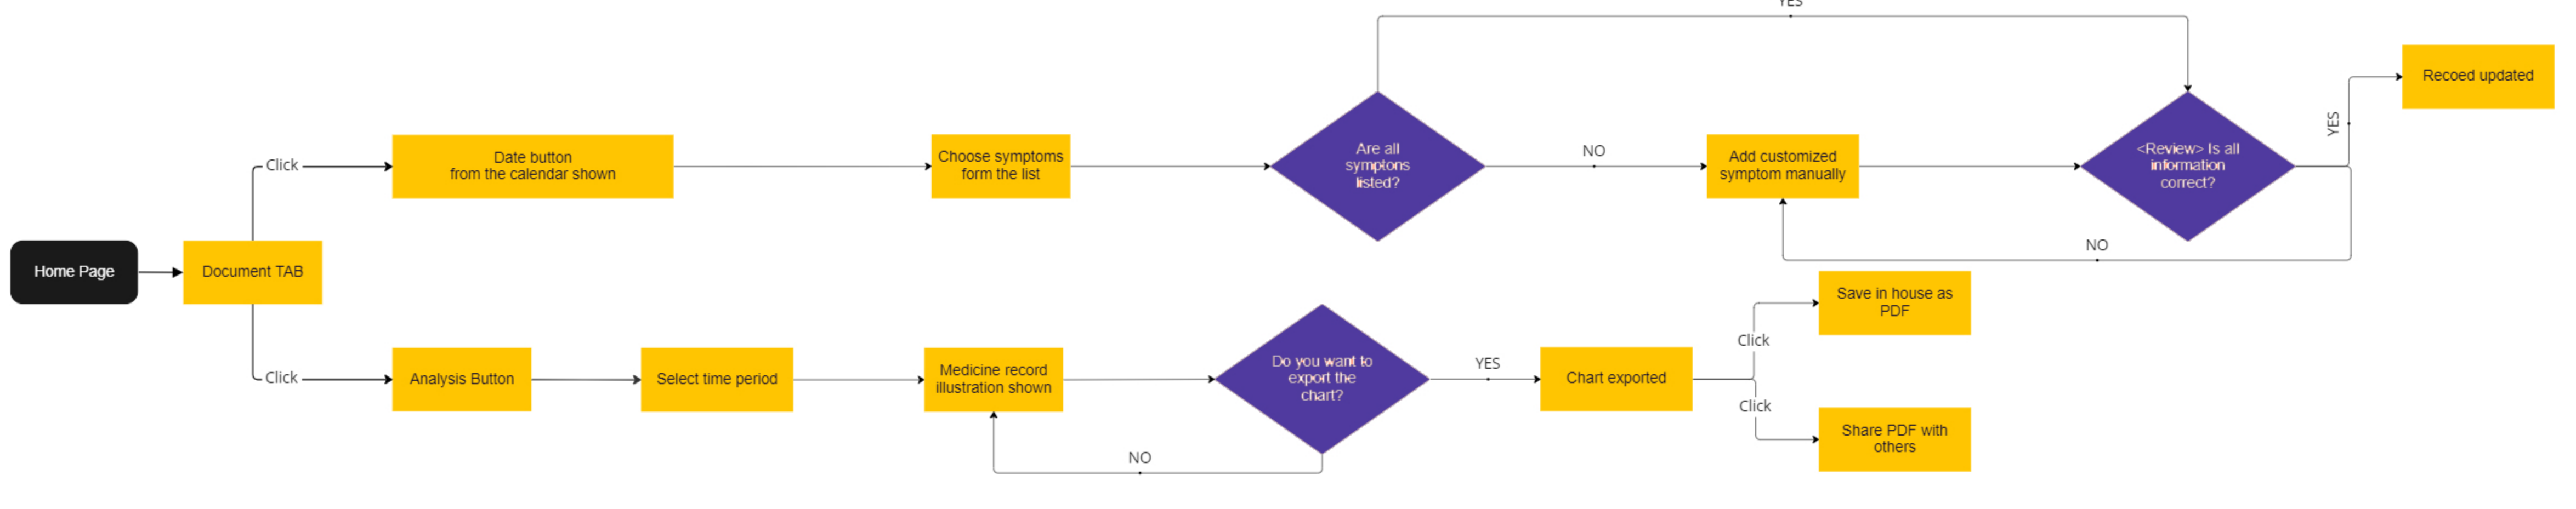 YES
Recoed updated
YES
Click
Date button
from the calendar shown
Choose symptoms
form the list
Are all
symptons
listed?
NO
Add customized
symptom manually
<Review> Is all
information
correct?
NO
Home Page
Document TAB
Save in house as
PDF
Click
Click
Analysis Button
Select time period
Medicine record
illustration shown
Do you want to
export the
chart?
YES
Chart exported
Click
Share PDF with
others
NO